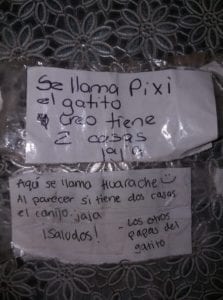 Se llama Pixi
el gatito
y creo tiene
2 casas
jaja
Aquí se llama Huarache
Al parecer si tiene dos casas
el canijo. jaja
¡Saludos!
- Los otros
papas del
gatito